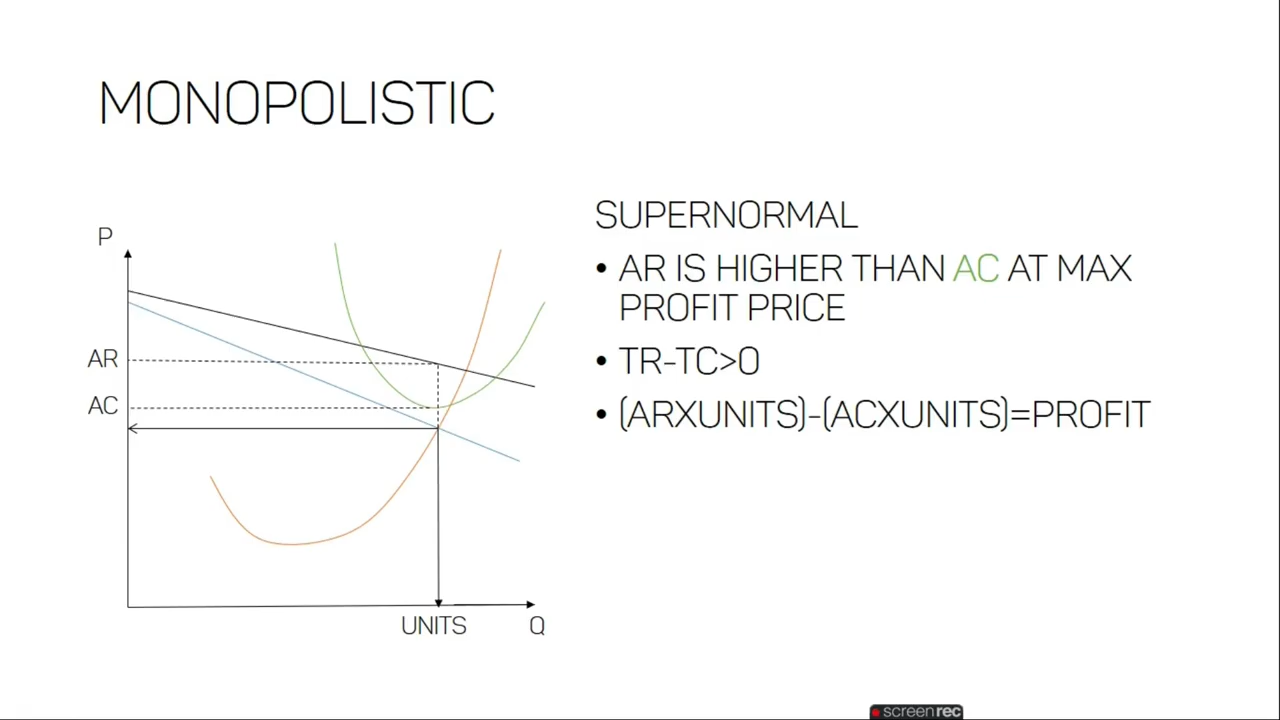 MONOPOLISTIC
SUPERNORMAL
• AR IS HIGHER THAN AC AT MAX
PROFIT PRICE
• TR-TC>0
• (ARXUNITS)-(ACXUNITS)=PROFIT
P
AR
AC
UNITS
Q
screenrec